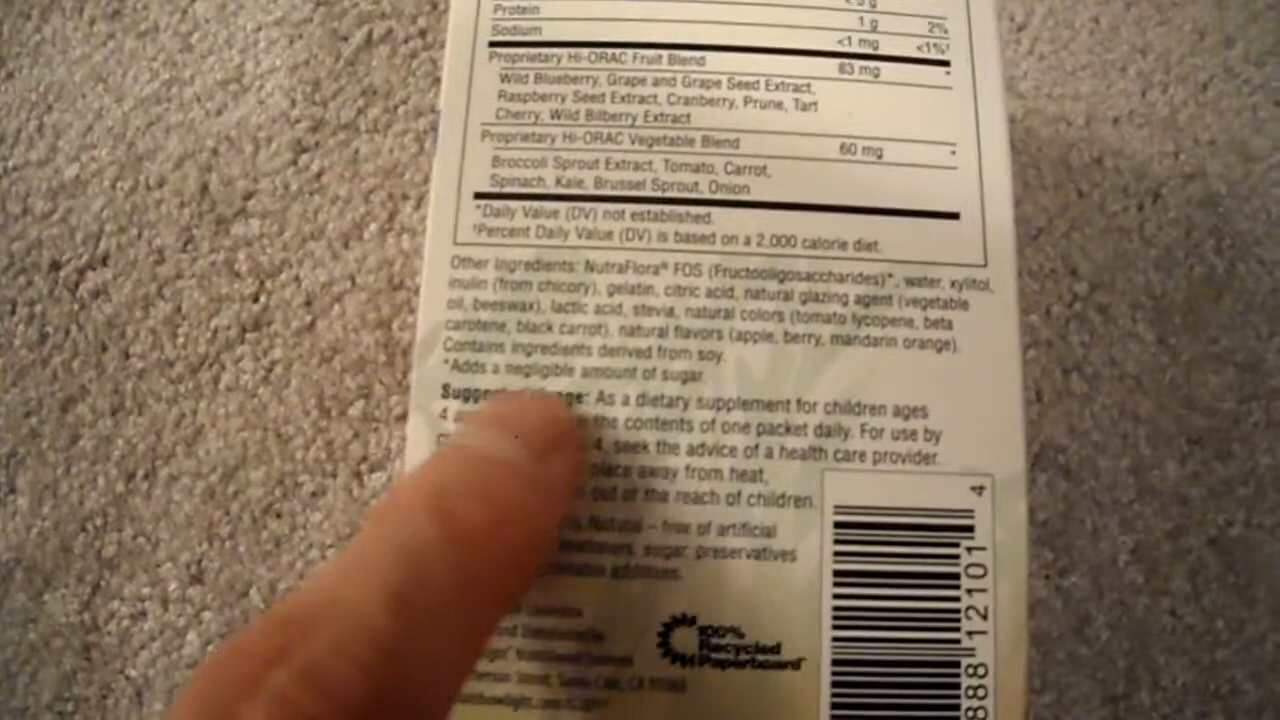 Protein 1 g 2%
Sodium <1 mg <1%†
Proprietary Hi-ORAC Fruit Blend 83 mg *
Wild Blueberry, Grape and Grape Seed Extract,
Raspberry Seed Extract, Cranberry, Prune, Tart
Cherry, Wild Bilberry Extract
Proprietary Hi-ORAC Vegetable Blend 60 mg *
Broccoli Sprout Extract, Tomato, Carrot,
Spinach, Kale, Brussel Sprout, Onion
*Daily Value (DV) not established.
†Percent Daily Value (DV) is based on a 2,000 calorie diet.
Other Ingredients: NutraFlora® FOS (Fructooligosaccharides)*, water, xylitol,
inulin (from chicory), gelatin, citric acid, natural glazing agent (vegetable
oil, beeswax), lactic acid, stevia, natural colors (tomato lycopene, beta
carotene, black carrot), natural flavors (apple, berry, mandarin orange).
Contains ingredients derived from soy.
*Adds a negligible amount of sugar.
As a dietary supplement for children ages
4 the contents of one packet daily. For use by
4, seek the advice of a health care provider.
place away from heat,
out of the reach of children.
Natural – free of artificial
sugar, preservatives
100%
Recycled
Paperboard
888 12101 4